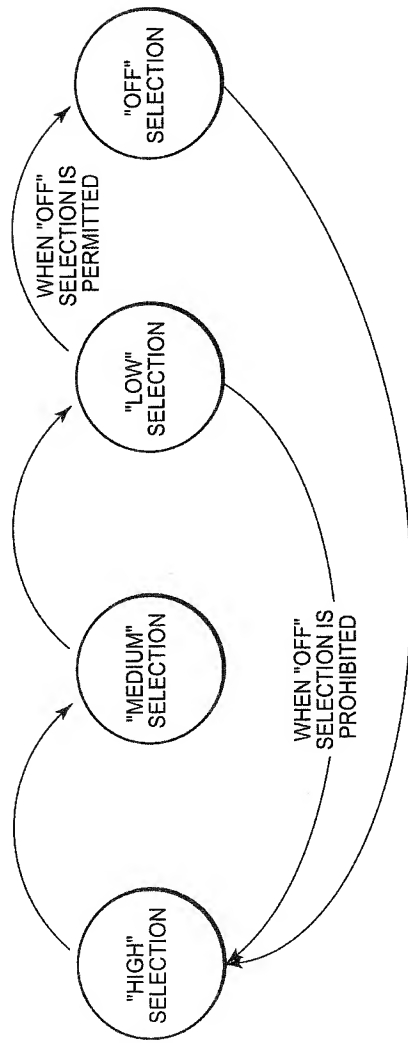 "HIGH"
SELECTION
"MEDIUM"
SELECTION
"LOW"
SELECTION
"OFF"
SELECTION
WHEN "OFF"
SELECTION IS
PERMITTED
WHEN "OFF"
SELECTION IS
PROHIBITED